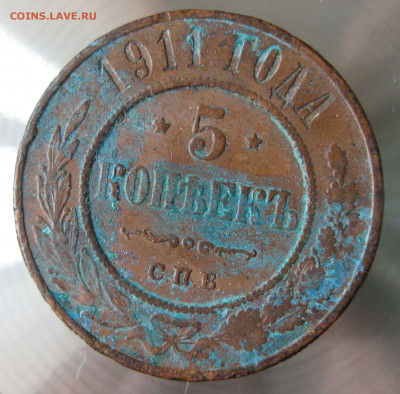 COINS.LAVE.RU
1911 ГОДА
5
КОПѢЕКЪ
С П Б